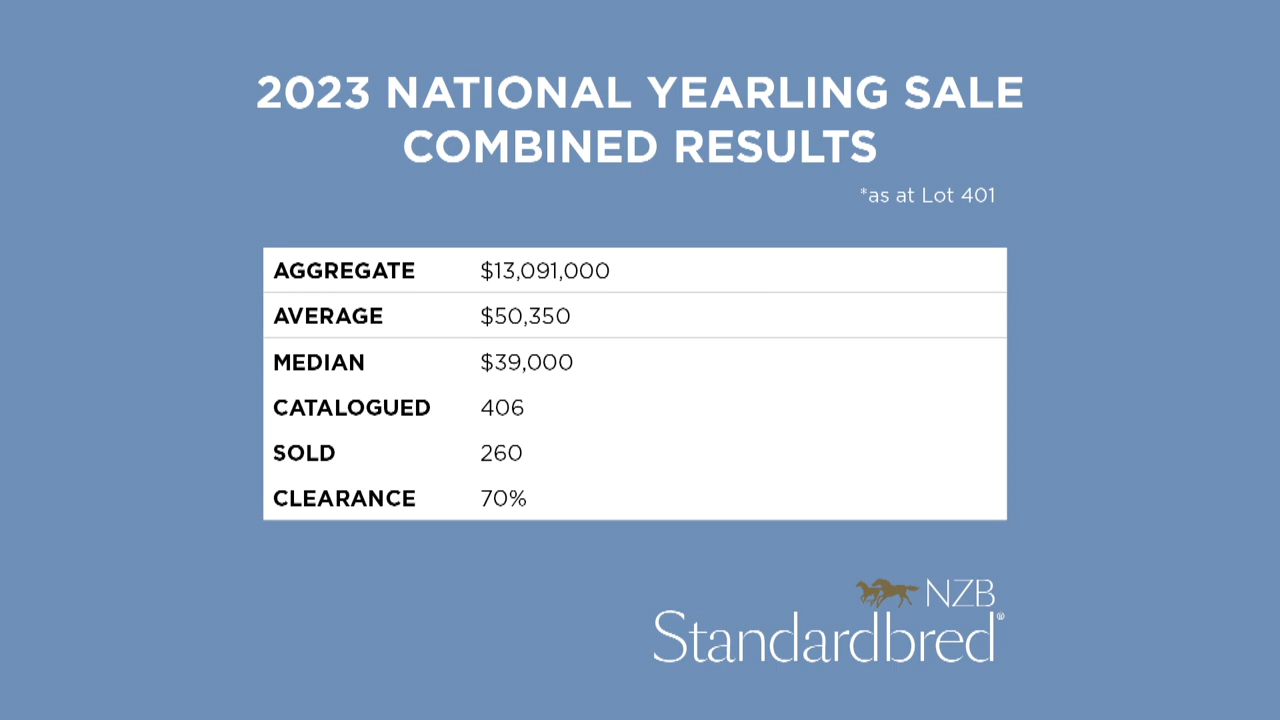 2023 NATIONAL YEARLING SALE
COMBINED RESULTS
*as at Lot 401
AGGREGATE $13,091,000
AVERAGE $50,350
MEDIAN $39,000
CATALOGUED 406
SOLD 260
CLEARANCE 70%
NZB
Standardbred®